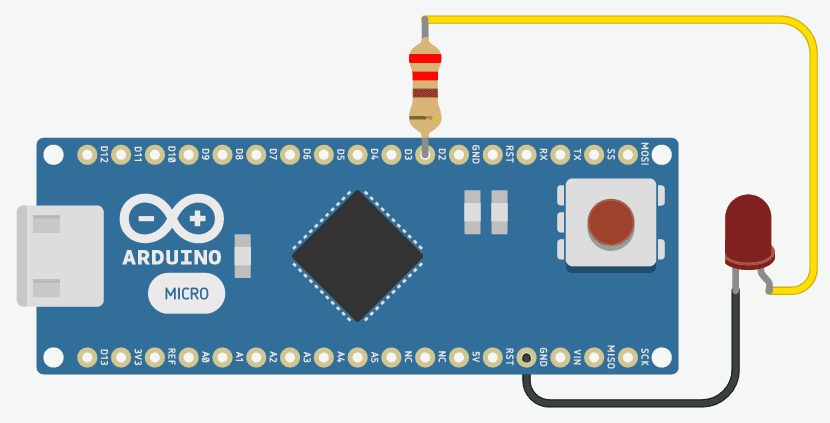 D12 D11 D10 D9 D8 D7 D6 D5 D4 D3 D2 GND RST RX TX SS MOSI
ARDUINO
MICRO
D13 3V3 REF A0 A1 A2 A3 A4 A5 NC NC 5V RST GND VIN MISO SCK